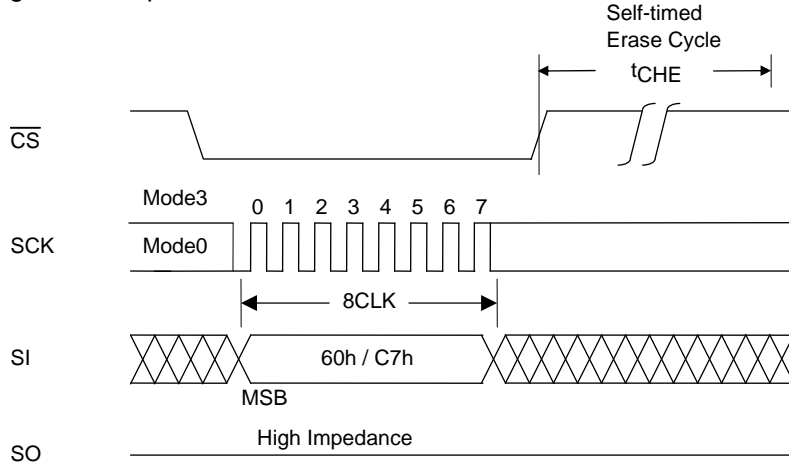 Self-timed
Erase Cycle
tCHE
CS
Mode3
0 1 2 3 4 5 6 7
SCK
Mode0
8CLK
SI
60h / C7h
MSB
High Impedance
SO